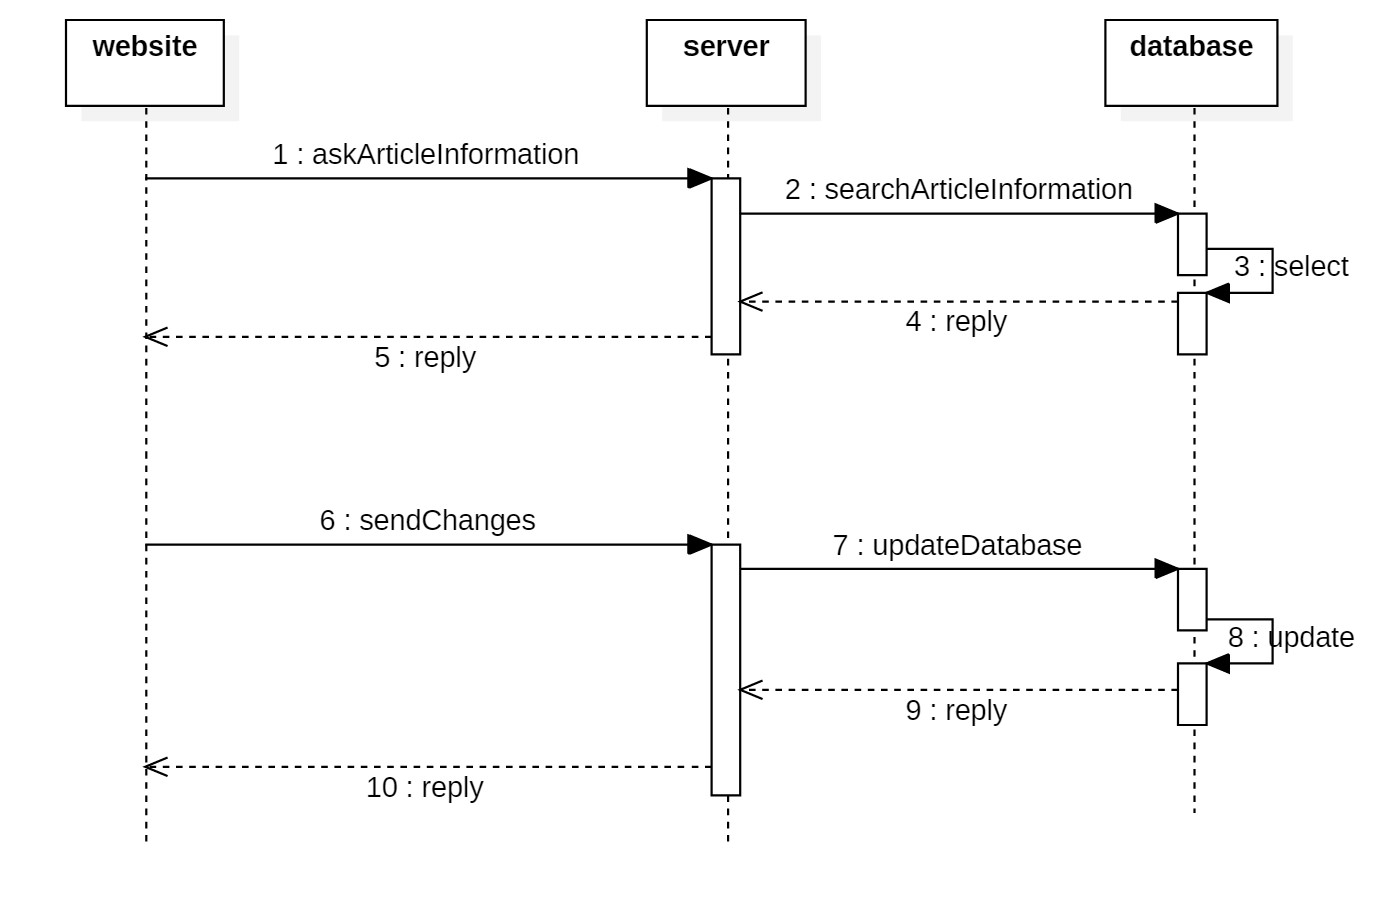 website
server
database
1 : askArticleInformation
2 : searchArticleInformation
3 : select
4 : reply
5 : reply
6 : sendChanges
7 : updateDatabase
8 : update
9 : reply
10 : reply